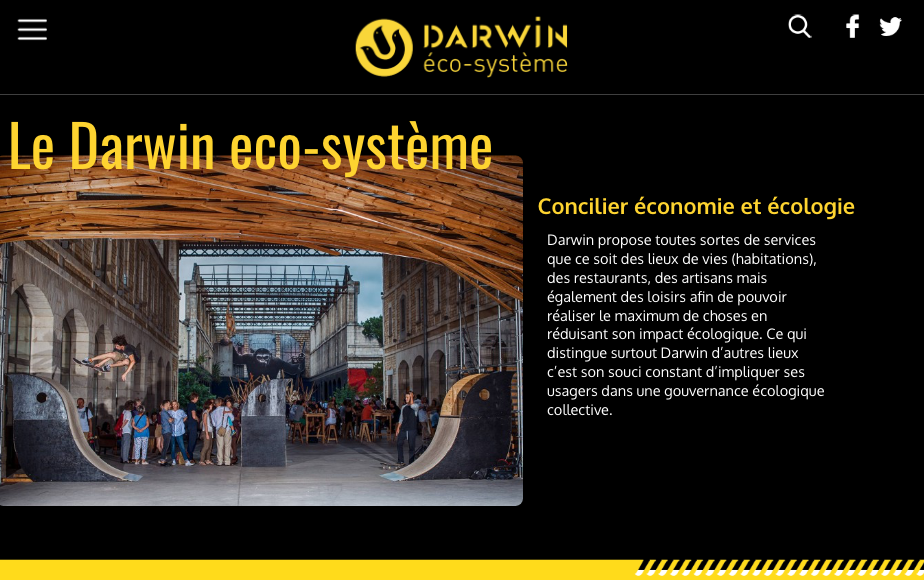 DARWIN
éco-système
Le Darwin eco-système
Concilier économie et écologie
Darwin propose toutes sortes de services
que ce soit des lieux de vies (habitations),
des restaurants, des artisans mais
également des loisirs afin de pouvoir
réaliser le maximum de choses en
réduisant son impact écologique. Ce qui
distingue surtout Darwin d’autres lieux
c’est son souci constant d’impliquer ses
usagers dans une gouvernance écologique
collective.